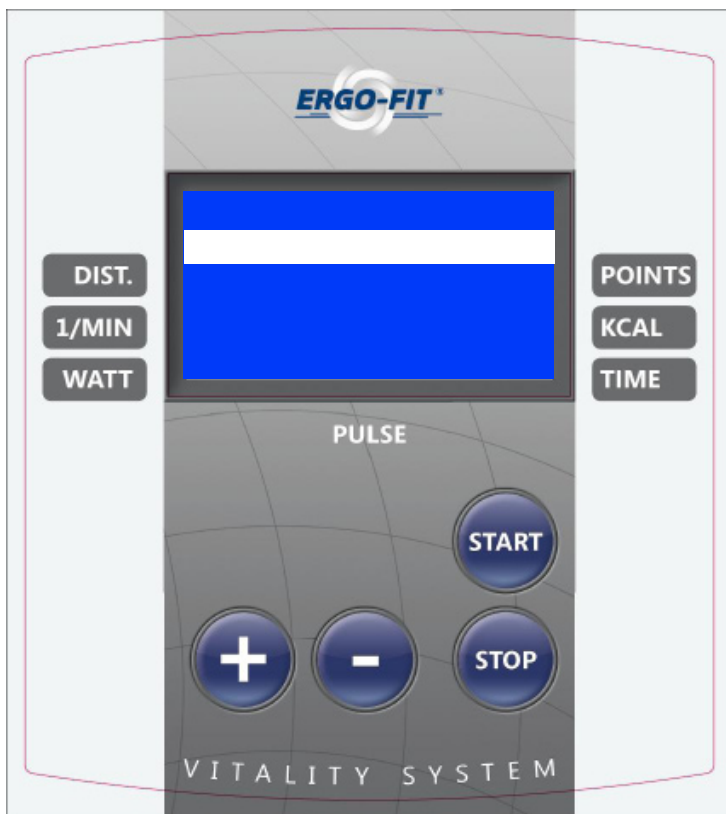 ERGO-FIT®
DIST.
1/MIN
WATT
POINTS
KCAL
TIME
PULSE
START
+ - STOP
VITALITY SYSTEM